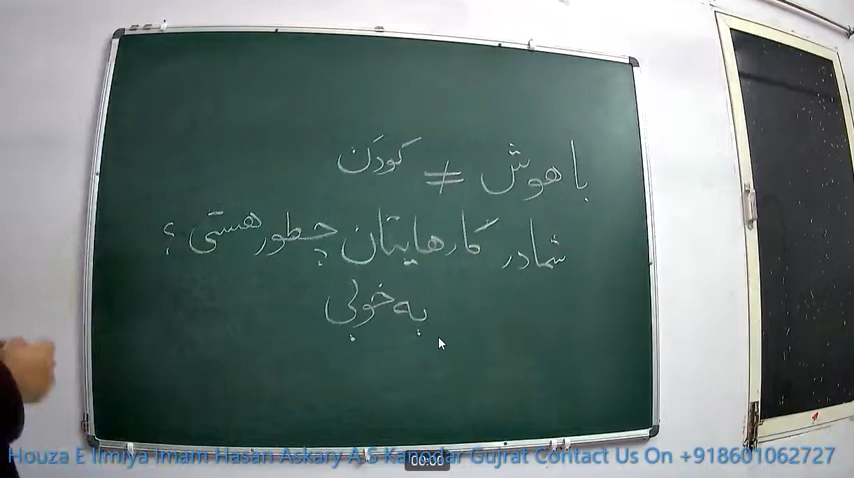 باهوش ≠ کودَن
شما در کارهایتان چطور هستی؟
به خوبی
Houza E Ilmiya Imam Hasan Askary A.S Kanodar Gujrat Contact Us On +918601062727
00:00